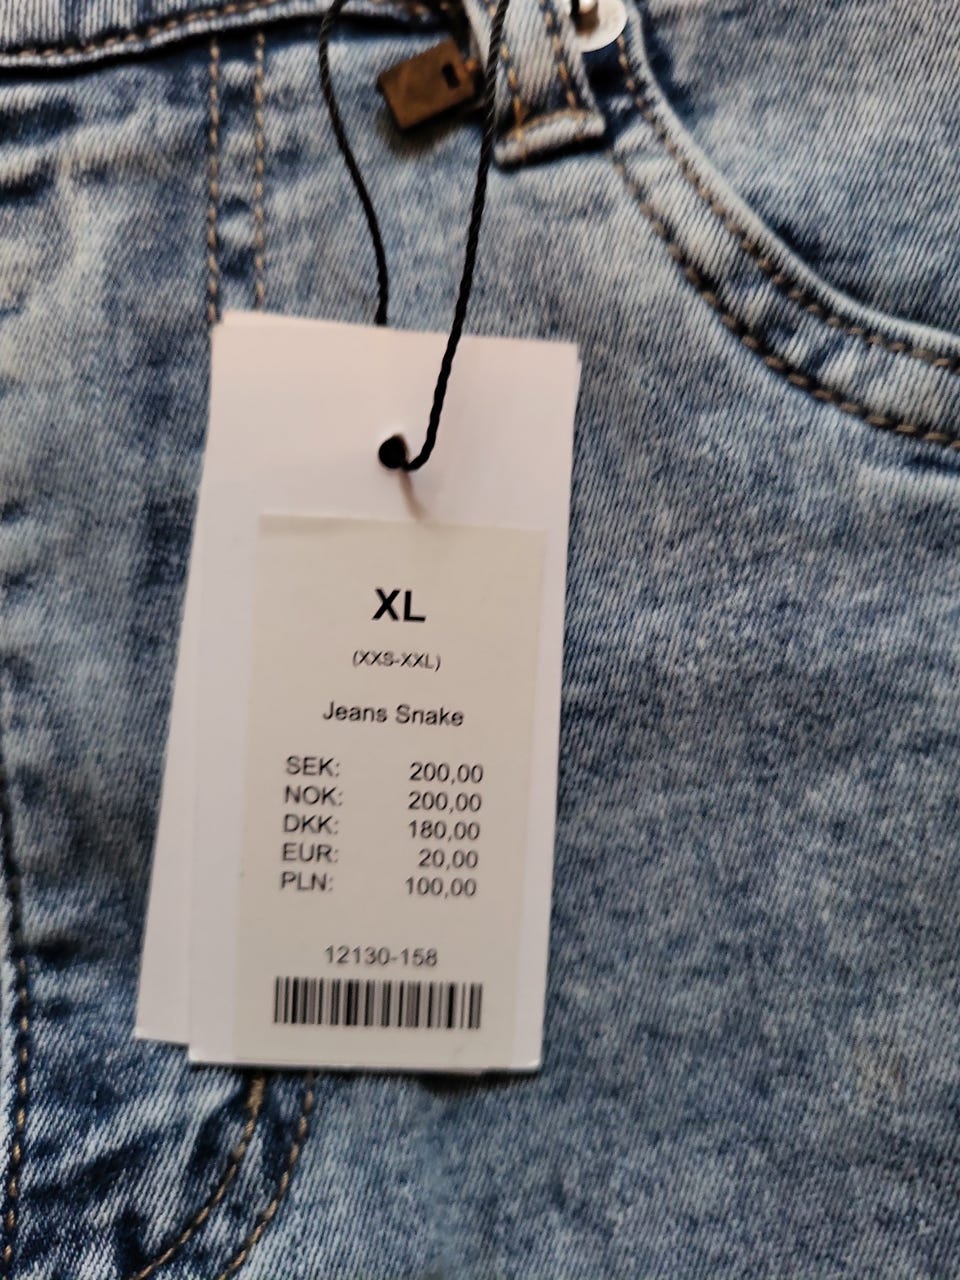 XL
(XXS-XXL)
Jeans Snake
SEK: 200,00
NOK: 200,00
DKK: 180,00
EUR: 20,00
PLN: 100,00
12130-158